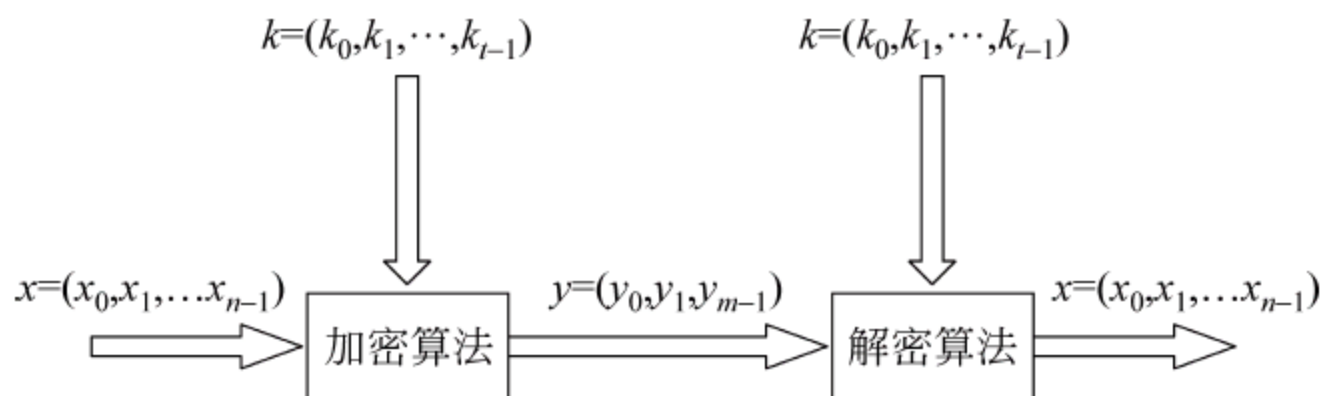 k=(k₀,k₁,⋯,kₜ₋₁)
k=(k₀,k₁,⋯,kₜ₋₁)
x=(x₀,x₁,…xₙ₋₁)
y=(y₀,y₁,yₘ₋₁)
x=(x₀,x₁,…xₙ₋₁)
加密算法
解密算法